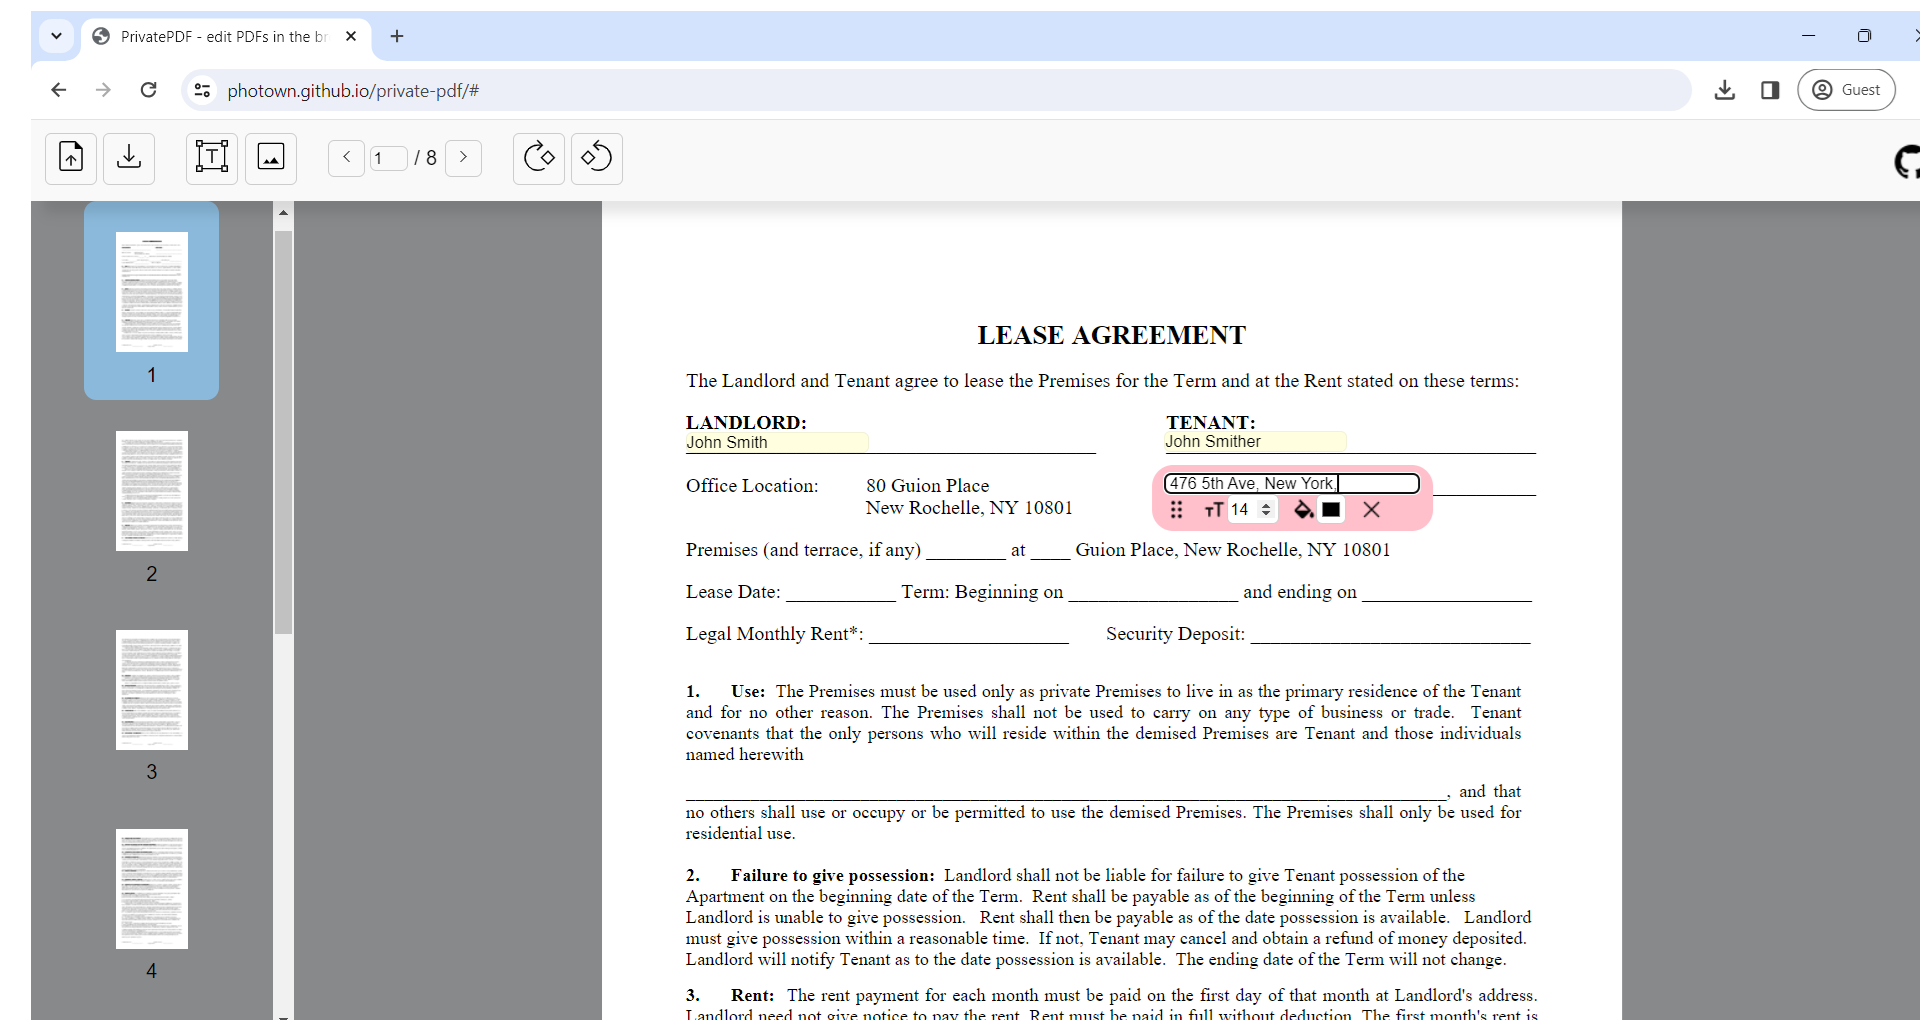 PrivatePDF - edit PDFs in the br
photown.github.io/private-pdf/#
Guest
1 / 8
1
2
3
4
LEASE AGREEMENT
The Landlord and Tenant agree to lease the Premises for the Term and at the Rent stated on these terms:
LANDLORD: TENANT:
John Smith John Smither
Office Location: 80 Guion Place 476 5th Ave, New York,
New Rochelle, NY 10801
14
Premises (and terrace, if any) ________ at ____ Guion Place, New Rochelle, NY 10801
Lease Date: ___________ Term: Beginning on _________________ and ending on _________________
Legal Monthly Rent*: ____________________ Security Deposit: ____________________________
1. Use: The Premises must be used only as private Premises to live in as the primary residence of the Tenant
and for no other reason. The Premises shall not be used to carry on any type of business or trade. Tenant
covenants that the only persons who will reside within the demised Premises are Tenant and those individuals
named herewith
____________________________________________________________________________, and that
no others shall use or occupy or be permitted to use the demised Premises. The Premises shall only be used for
residential use.
2. Failure to give possession: Landlord shall not be liable for failure to give Tenant possession of the
Apartment on the beginning date of the Term. Rent shall be payable as of the beginning of the Term unless
Landlord is unable to give possession. Rent shall then be payable as of the date possession is available. Landlord
must give possession within a reasonable time. If not, Tenant may cancel and obtain a refund of money deposited.
Landlord will notify Tenant as to the date possession is available. The ending date of the Term will not change.
3. Rent: The rent payment for each month must be paid on the first day of that month at Landlord's address.
Landlord need not give notice to pay the rent. Rent must be paid in full without deduction. The first month's rent is